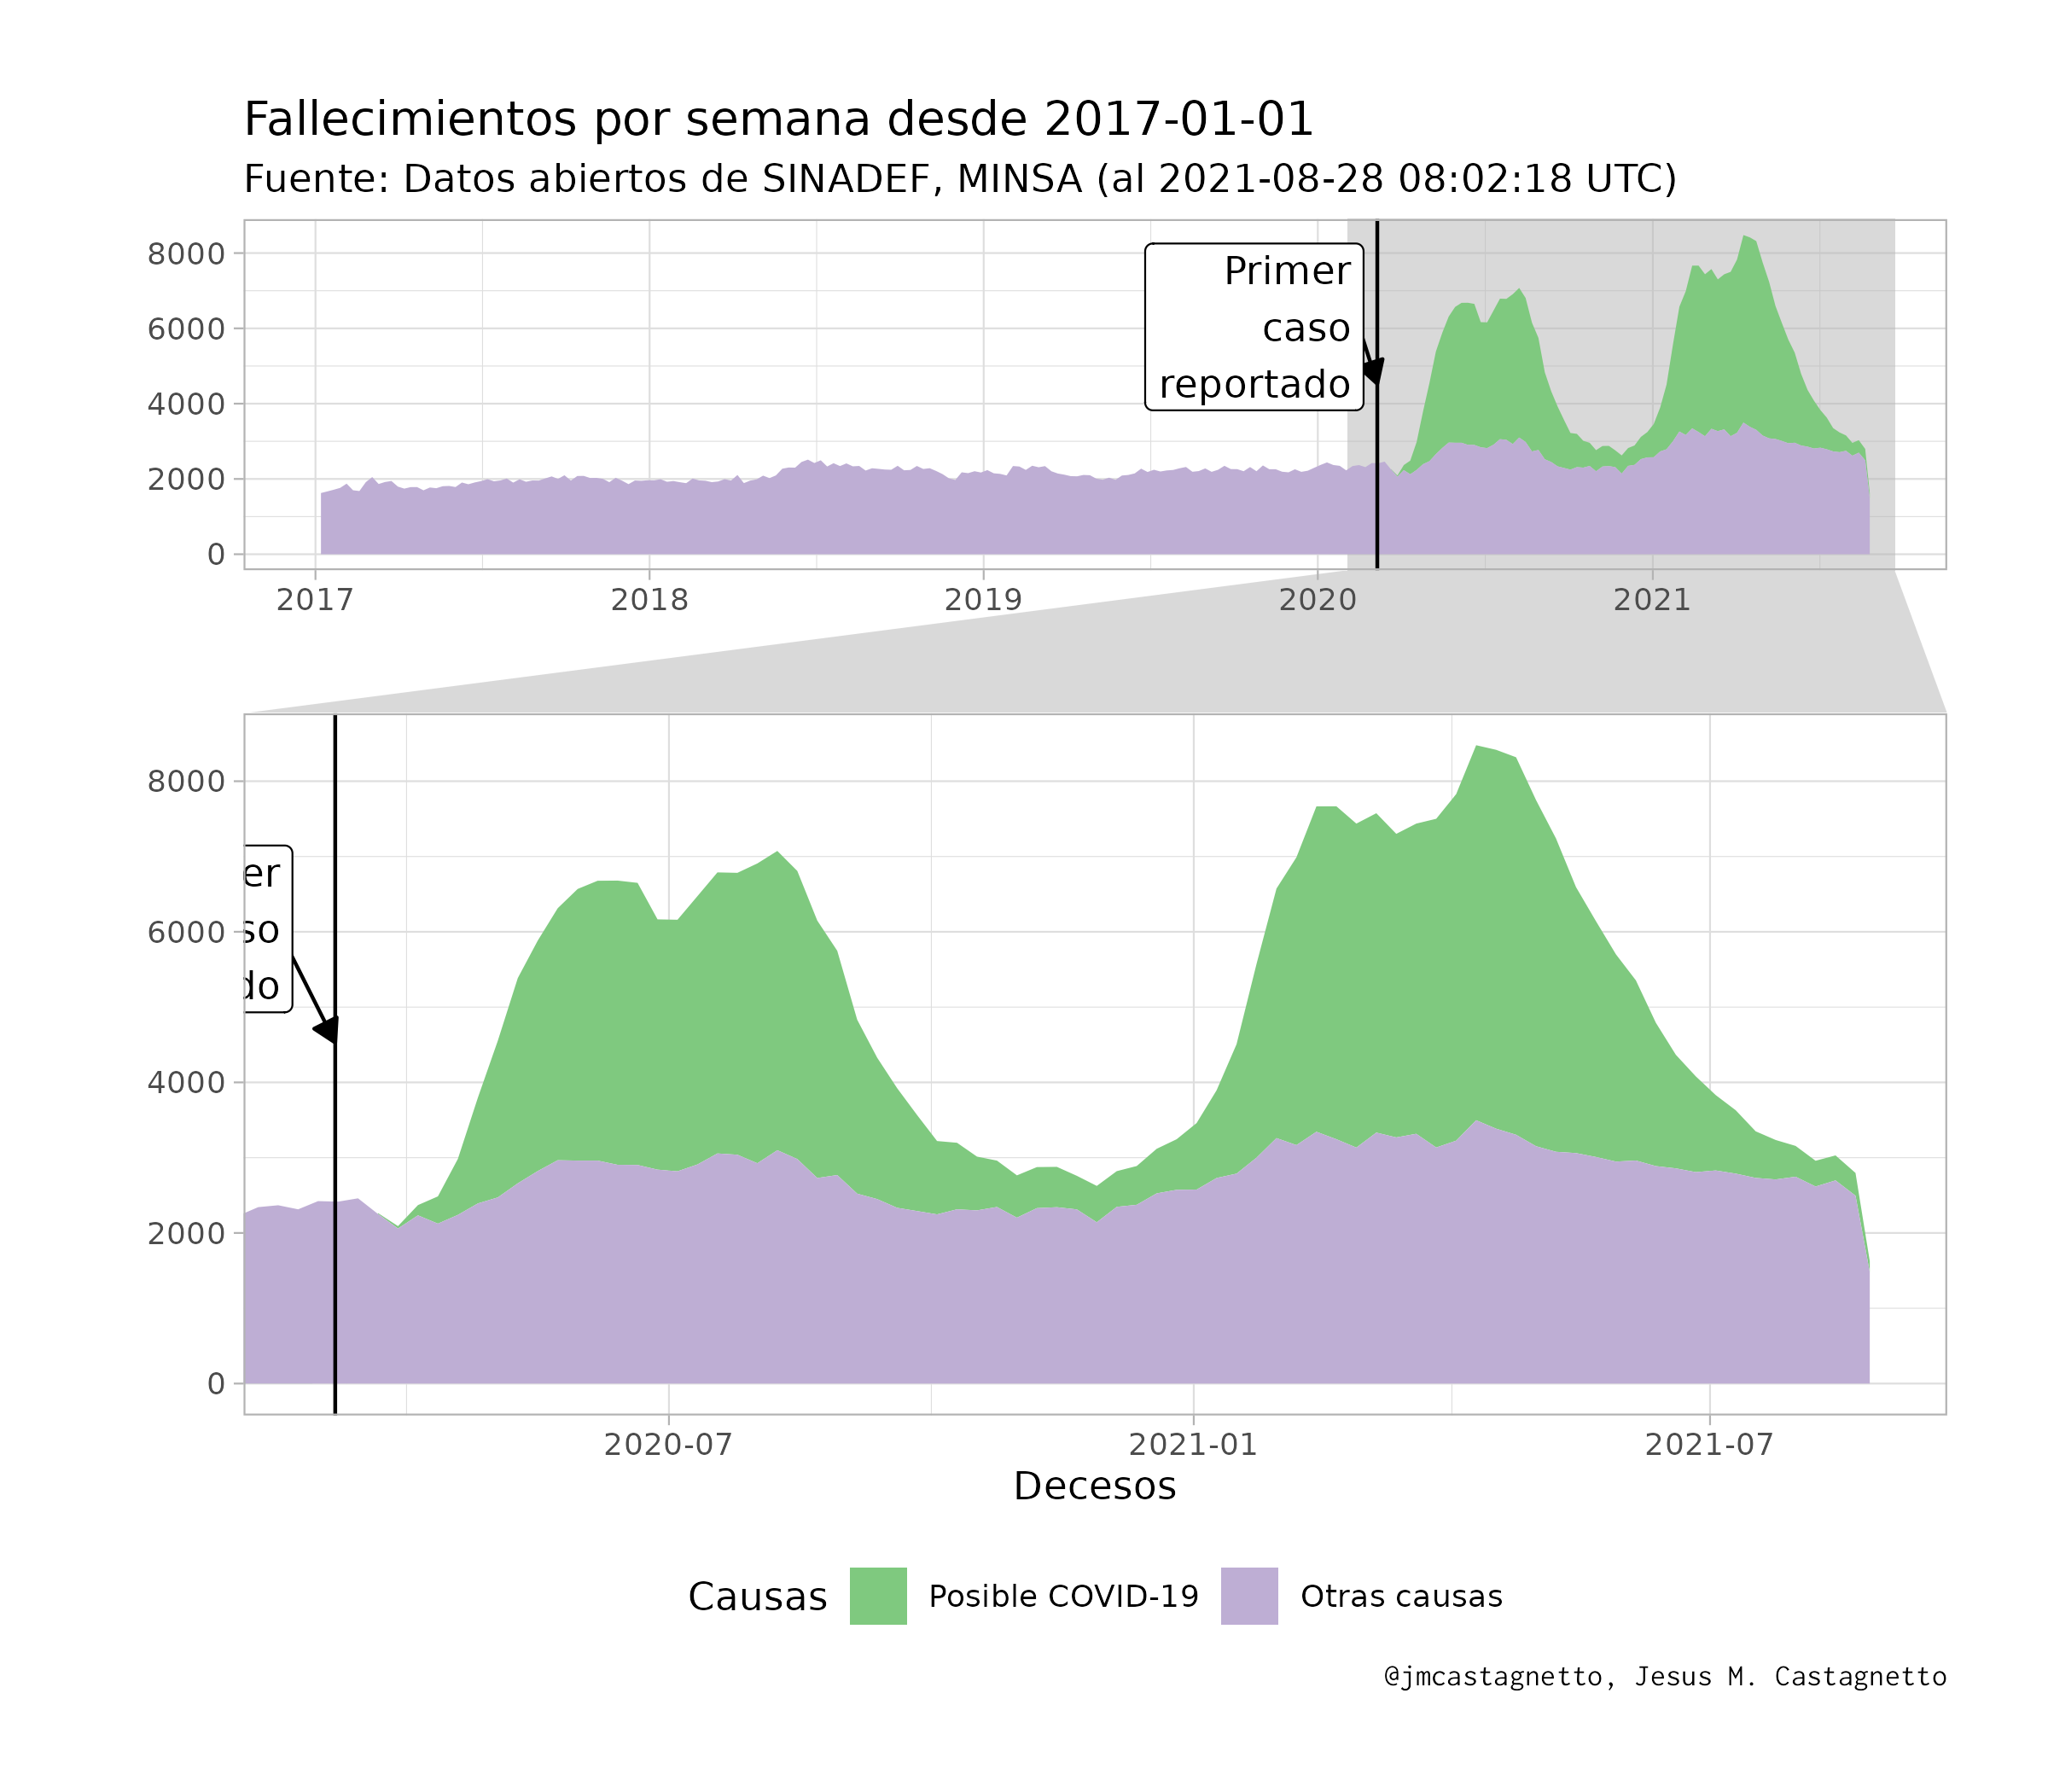 Fallecimientos por semana desde 2017-01-01
Fuente: Datos abiertos de SINADEF, MINSA (al 2021-08-28 08:02:18 UTC)
8000
6000
4000
2000
0
Primer
caso
reportado
2017
2018
2019
2020
2021
8000
6000
4000
2000
0
er
so
do
2020-07
2021-01
2021-07
Decesos
Causas
Posible COVID-19
Otras causas
@jmcastagnetto, Jesus M. Castagnetto